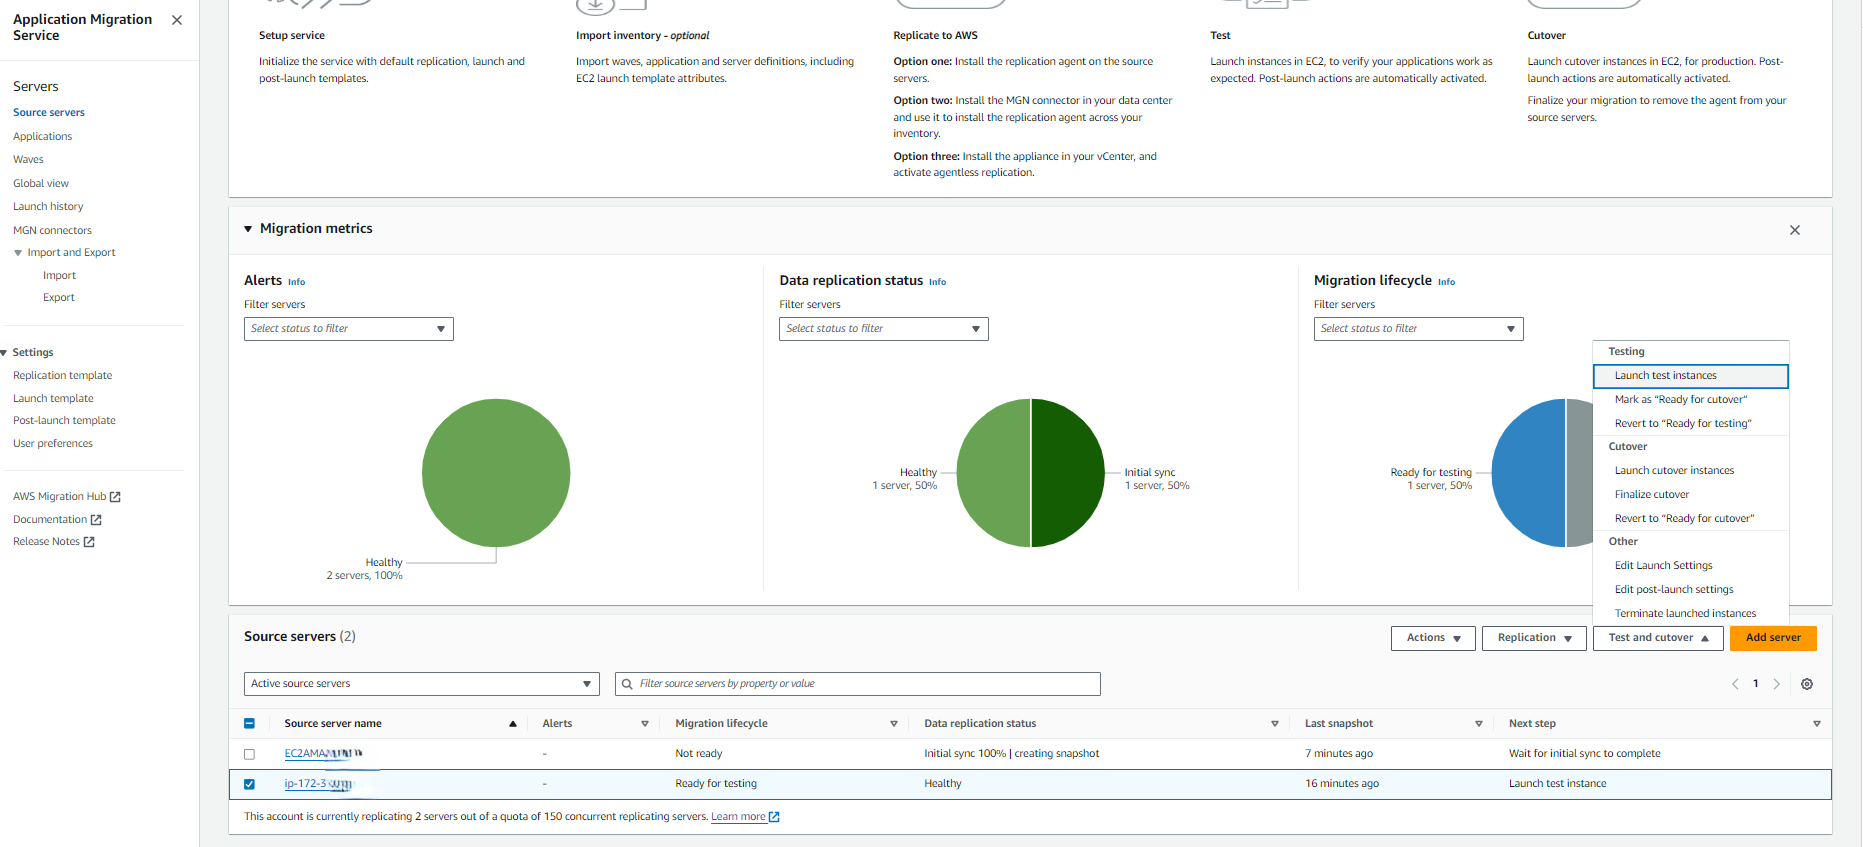 Application Migration
Service
Servers
Source servers
Applications
Waves
Global view
Launch history
MGN connectors
Import and Export
Import
Export
Settings
Replication template
Launch template
Post-launch template
User preferences
AWS Migration Hub
Documentation
Release Notes
Setup service
Initialize the service with default replication, launch and
post-launch templates.
Import inventory - optional
Import waves, application and server definitions, including
EC2 launch template attributes.
Replicate to AWS
Option one: Install the replication agent on the source
servers.
Option two: Install the MGN connector in your data center
and use it to install the replication agent across your
inventory.
Option three: Install the appliance in your vCenter, and
activate agentless replication.
Test
Launch instances in EC2, to verify your applications work as
expected. Post-launch actions are automatically activated.
Cutover
Launch cutover instances in EC2, for production. Post-
launch actions are automatically activated.
Finalize your migration to remove the agent from your
source servers.
Migration metrics
Alerts Info
Filter servers
Select status to filter
Healthy
2 servers, 100%
Data replication status Info
Filter servers
Select status to filter
Healthy
1 server, 50%
Initial sync
1 server, 50%
Migration lifecycle Info
Filter servers
Select status to filter
Ready for testing
1 server, 50%
Testing
Launch test instances
Mark as “Ready for cutover”
Revert to “Ready for testing”
Cutover
Launch cutover instances
Finalize cutover
Revert to “Ready for cutover”
Other
Edit Launch Settings
Edit post-launch settings
Terminate launched instances
Source servers (2)
Actions Replication Test and cutover Add server
Active source servers Filter source servers by property or value 1
Source server name Alerts Migration lifecycle Data replication status Last snapshot Next step
- Not ready Initial sync 100% | creating snapshot 7 minutes ago Wait for initial sync to complete
- Ready for testing Healthy 16 minutes ago Launch test instance
This account is currently replicating 2 servers out of a quota of 150 concurrent replicating servers. Learn more